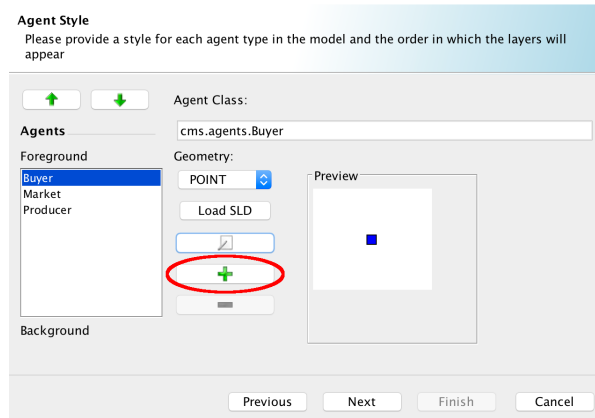 Agent Style
Please provide a style for each agent type in the model and the order in which the layers will
appear
Agent Class:
Agents
cms.agents.Buyer
Foreground
Geometry:
Buyer
Market
Producer
POINT
Preview
Load SLD
Background
Previous
Next
Finish
Cancel